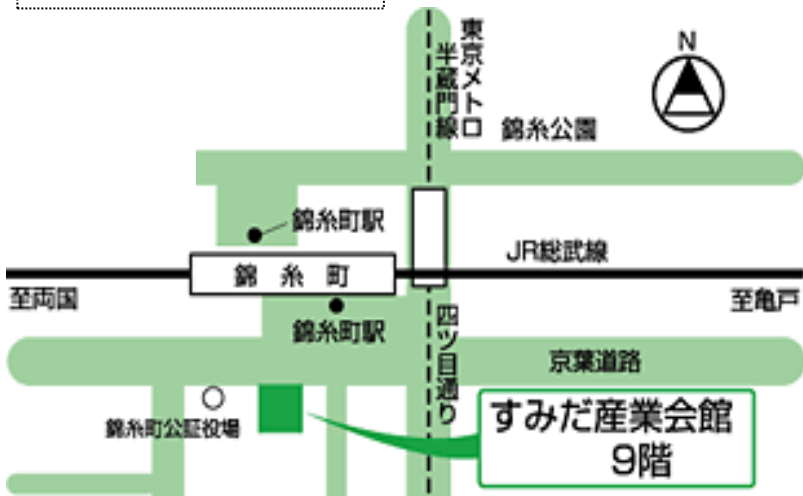 東京メトロ
半蔵門線
N
錦糸公園
錦糸町駅
JR総武線
錦糸町
至両国
至亀戸
錦糸町駅
四ツ目通り
京葉道路
錦糸町公証役場
すみだ産業会館
9階